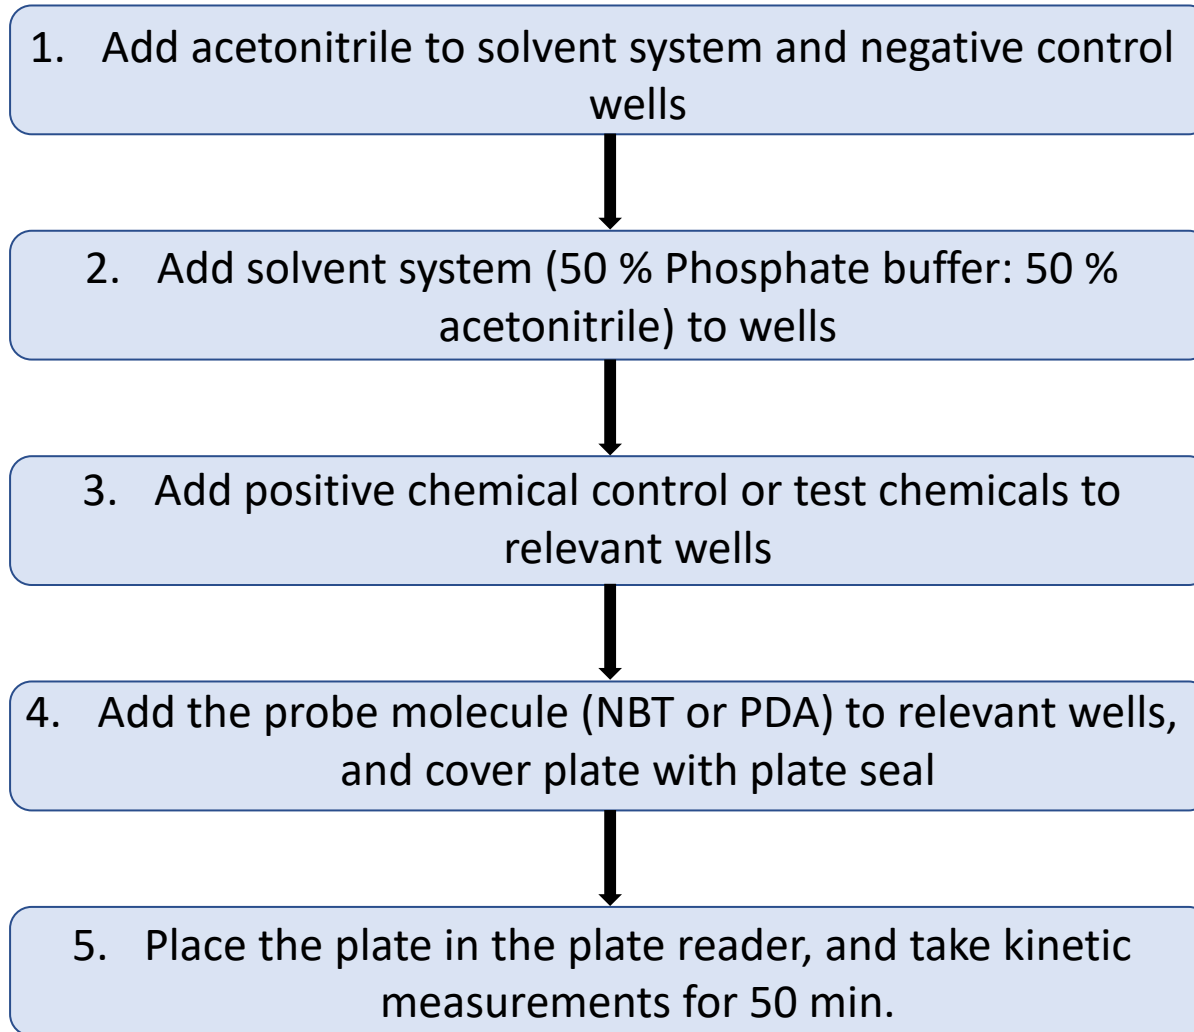 1. Add acetonitrile to solvent system and negative control
wells
2. Add solvent system (50 % Phosphate buffer: 50 %
acetonitrile) to wells
3. Add positive chemical control or test chemicals to
relevant wells
4. Add the probe molecule (NBT or PDA) to relevant wells,
and cover plate with plate seal
5. Place the plate in the plate reader, and take kinetic
measurements for 50 min.